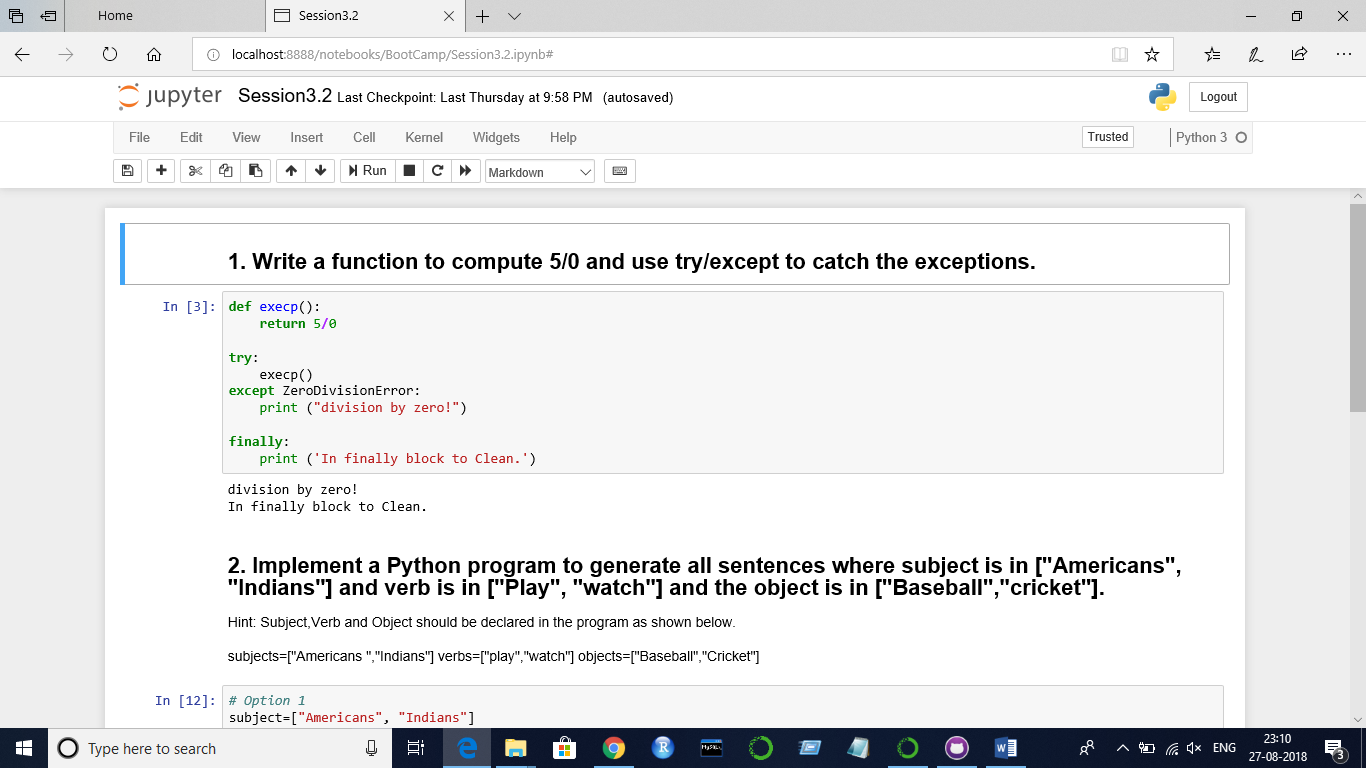 Home
Session3.2
localhost:8888/notebooks/BootCamp/Session3.2.ipynb#
jupyter Session3.2 Last Checkpoint: Last Thursday at 9:58 PM (autosaved)
Logout
File Edit View Insert Cell Kernel Widgets Help
Trusted
Python 3
Run
Markdown
1. Write a function to compute 5/0 and use try/except to catch the exceptions.
In [3]: def execp():
return 5/0
try:
execp()
except ZeroDivisionError:
print ("division by zero!")
finally:
print ('In finally block to Clean.')
division by zero!
In finally block to Clean.
2. Implement a Python program to generate all sentences where subject is in ["Americans",
"Indians"] and verb is in ["Play", "watch"] and the object is in ["Baseball","cricket"].
Hint: Subject,Verb and Object should be declared in the program as shown below.
subjects=["Americans ","Indians"] verbs=["play","watch"] objects=["Baseball","Cricket"]
In [12]: # Option 1
subject=["Americans", "Indians"]
Type here to search
R
MySQL
W
ENG
23:10
27-08-2018
3